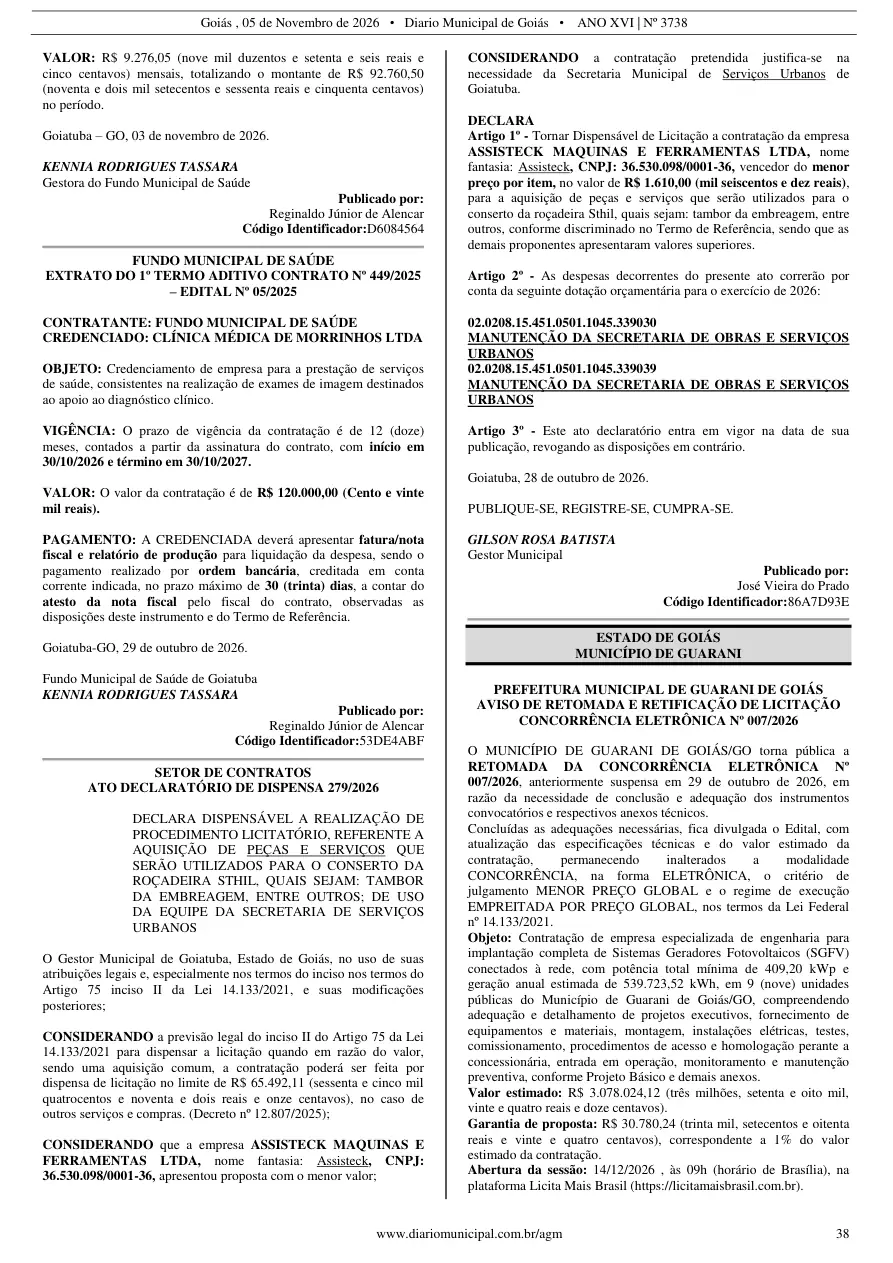 Goiás , 05 de Novembro de 2026 • Diario Municipal de Goiás • ANO XVI | Nº 3738
VALOR: R$ 9.276,05 (nove mil duzentos e setenta e seis reais e
cinco centavos) mensais, totalizando o montante de R$ 92.760,50
(noventa e dois mil setecentos e sessenta reais e cinquenta centavos)
no período.
Goiatuba – GO, 03 de novembro de 2026.
KENNIA RODRIGUES TASSARA
Gestora do Fundo Municipal de Saúde
Publicado por:
Reginaldo Júnior de Alencar
Código Identificador:D6084564
FUNDO MUNICIPAL DE SAÚDE
EXTRATO DO 1º TERMO ADITIVO CONTRATO Nº 449/2025
– EDITAL Nº 05/2025
CONTRATANTE: FUNDO MUNICIPAL DE SAÚDE
CREDENCIADO: CLÍNICA MÉDICA DE MORRINHOS LTDA
OBJETO: Credenciamento de empresa para a prestação de serviços
de saúde, consistentes na realização de exames de imagem destinados
ao apoio ao diagnóstico clínico.
VIGÊNCIA: O prazo de vigência da contratação é de 12 (doze)
meses, contados a partir da assinatura do contrato, com início em
30/10/2026 e término em 30/10/2027.
VALOR: O valor da contratação é de R$ 120.000,00 (Cento e vinte
mil reais).
PAGAMENTO: A CREDENCIADA deverá apresentar fatura/nota
fiscal e relatório de produção para liquidação da despesa, sendo o
pagamento realizado por ordem bancária, creditada em conta
corrente indicada, no prazo máximo de 30 (trinta) dias, a contar do
atesto da nota fiscal pelo fiscal do contrato, observadas as
disposições deste instrumento e do Termo de Referência.
Goiatuba-GO, 29 de outubro de 2026.
Fundo Municipal de Saúde de Goiatuba
KENNIA RODRIGUES TASSARA
Publicado por:
Reginaldo Júnior de Alencar
Código Identificador:53DE4ABF
SETOR DE CONTRATOS
ATO DECLARATÓRIO DE DISPENSA 279/2026
DECLARA DISPENSÁVEL A REALIZAÇÃO DE
PROCEDIMENTO LICITATÓRIO, REFERENTE A
AQUISIÇÃO DE PEÇAS E SERVIÇOS QUE
SERÃO UTILIZADOS PARA O CONSERTO DA
ROÇADEIRA STHIL, QUAIS SEJAM: TAMBOR
DA EMBREAGEM, ENTRE OUTROS; DE USO
DA EQUIPE DA SECRETARIA DE SERVIÇOS
URBANOS
O Gestor Municipal de Goiatuba, Estado de Goiás, no uso de suas
atribuições legais e, especialmente nos termos do inciso nos termos do
Artigo 75 inciso II da Lei 14.133/2021, e suas modificações
posteriores;
CONSIDERANDO a previsão legal do inciso II do Artigo 75 da Lei
14.133/2021 para dispensar a licitação quando em razão do valor,
sendo uma aquisição comum, a contratação poderá ser feita por
dispensa de licitação no limite de R$ 65.492,11 (sessenta e cinco mil
quatrocentos e noventa e dois reais e onze centavos), no caso de
outros serviços e compras. (Decreto nº 12.807/2025);
CONSIDERANDO que a empresa ASSISTECK MAQUINAS E
FERRAMENTAS LTDA, nome fantasia: Assisteck, CNPJ:
36.530.098/0001-36, apresentou proposta com o menor valor;
CONSIDERANDO a contratação pretendida justifica-se na
necessidade da Secretaria Municipal de Serviços Urbanos de
Goiatuba.
DECLARA
Artigo 1º - Tornar Dispensável de Licitação a contratação da empresa
ASSISTECK MAQUINAS E FERRAMENTAS LTDA, nome
fantasia: Assisteck, CNPJ: 36.530.098/0001-36, vencedor do menor
preço por item, no valor de R$ 1.610,00 (mil seiscentos e dez reais),
para a aquisição de peças e serviços que serão utilizados para o
conserto da roçadeira Sthil, quais sejam: tambor da embreagem, entre
outros, conforme discriminado no Termo de Referência, sendo que as
demais proponentes apresentaram valores superiores.
Artigo 2º - As despesas decorrentes do presente ato correrão por
conta da seguinte dotação orçamentária para o exercício de 2026:
02.0208.15.451.0501.1045.339030
MANUTENÇÃO DA SECRETARIA DE OBRAS E SERVIÇOS
URBANOS
02.0208.15.451.0501.1045.339039
MANUTENÇÃO DA SECRETARIA DE OBRAS E SERVIÇOS
URBANOS
Artigo 3º - Este ato declaratório entra em vigor na data de sua
publicação, revogando as disposições em contrário.
Goiatuba, 28 de outubro de 2026.
PUBLIQUE-SE, REGISTRE-SE, CUMPRA-SE.
GILSON ROSA BATISTA
Gestor Municipal
Publicado por:
José Vieira do Prado
Código Identificador:86A7D93E
ESTADO DE GOIÁS
MUNICÍPIO DE GUARANI
PREFEITURA MUNICIPAL DE GUARANI DE GOIÁS
AVISO DE RETOMADA E RETIFICAÇÃO DE LICITAÇÃO
CONCORRÊNCIA ELETRÔNICA Nº 007/2026
O MUNICÍPIO DE GUARANI DE GOIÁS/GO torna pública a
RETOMADA DA CONCORRÊNCIA ELETRÔNICA Nº
007/2026, anteriormente suspensa em 29 de outubro de 2026, em
razão da necessidade de conclusão e adequação dos instrumentos
convocatórios e respectivos anexos técnicos.
Concluídas as adequações necessárias, fica divulgada o Edital, com
atualização das especificações técnicas e do valor estimado da
contratação, permanecendo inalterados a modalidade
CONCORRÊNCIA, na forma ELETRÔNICA, o critério de
julgamento MENOR PREÇO GLOBAL e o regime de execução
EMPREITADA POR PREÇO GLOBAL, nos termos da Lei Federal
nº 14.133/2021.
Objeto: Contratação de empresa especializada de engenharia para
implantação completa de Sistemas Geradores Fotovoltaicos (SGFV)
conectados à rede, com potência total mínima de 409,20 kWp e
geração anual estimada de 539.723,52 kWh, em 9 (nove) unidades
públicas do Município de Guarani de Goiás/GO, compreendendo
adequação e detalhamento de projetos executivos, fornecimento de
equipamentos e materiais, montagem, instalações elétricas, testes,
comissionamento, procedimentos de acesso e homologação perante a
concessionária, entrada em operação, monitoramento e manutenção
preventiva, conforme Projeto Básico e demais anexos.
Valor estimado: R$ 3.078.024,12 (três milhões, setenta e oito mil,
vinte e quatro reais e doze centavos).
Garantia de proposta: R$ 30.780,24 (trinta mil, setecentos e oitenta
reais e vinte e quatro centavos), correspondente a 1% do valor
estimado da contratação.
Abertura da sessão: 14/12/2026 , às 09h (horário de Brasília), na
plataforma Licita Mais Brasil (https://licitamaisbrasil.com.br).
www.diariomunicipal.com.br/agm
38